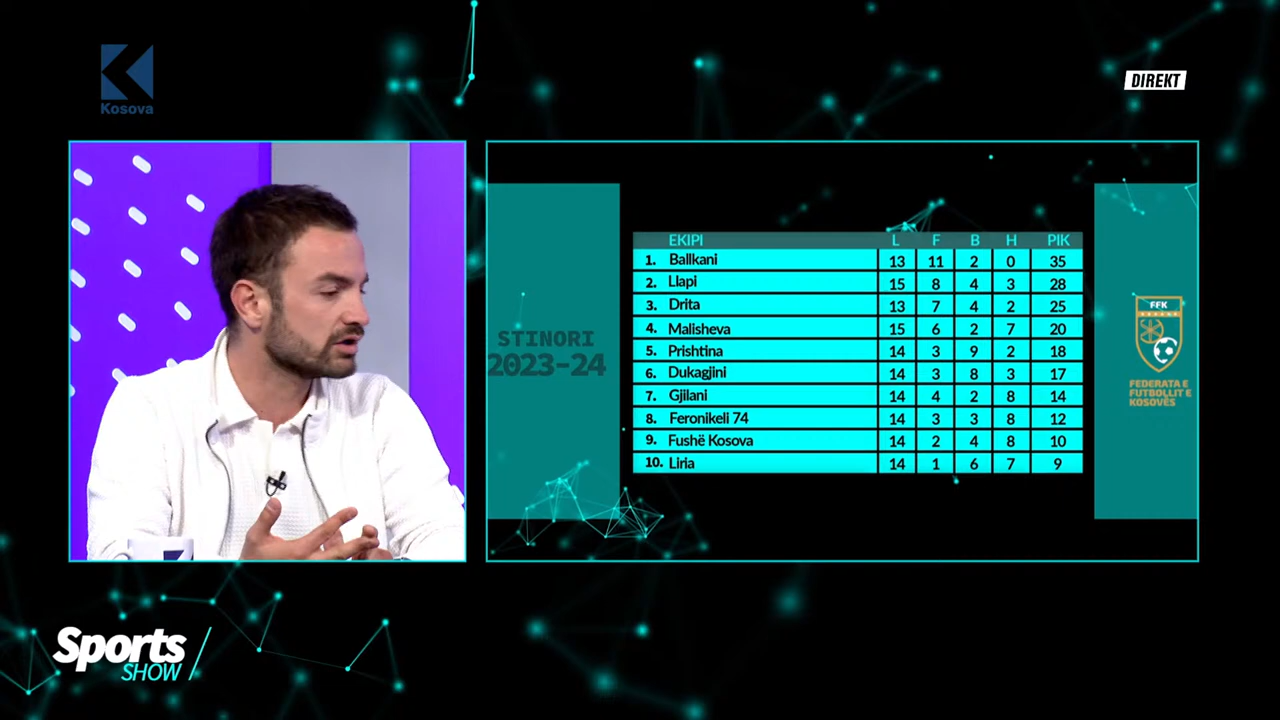 Kosova
DIREKT
STINORI
2023-24
EKIPI L F B H PIK
1. Ballkani 13 11 2 0 35
2. Llapi 15 8 4 3 28
3. Drita 13 7 4 2 25
4. Malisheva 15 6 2 7 20
5. Prishtina 14 3 9 2 18
6. Dukagjini 14 3 8 3 17
7. Gjilani 14 4 2 8 14
8. Feronikeli 74 14 3 3 8 12
9. Fushë Kosova 14 2 4 8 10
10. Liria 14 1 6 7 9
FFK
FEDERATA E
FUTBOLLIT E
KOSOVËS
Sports
SHOW